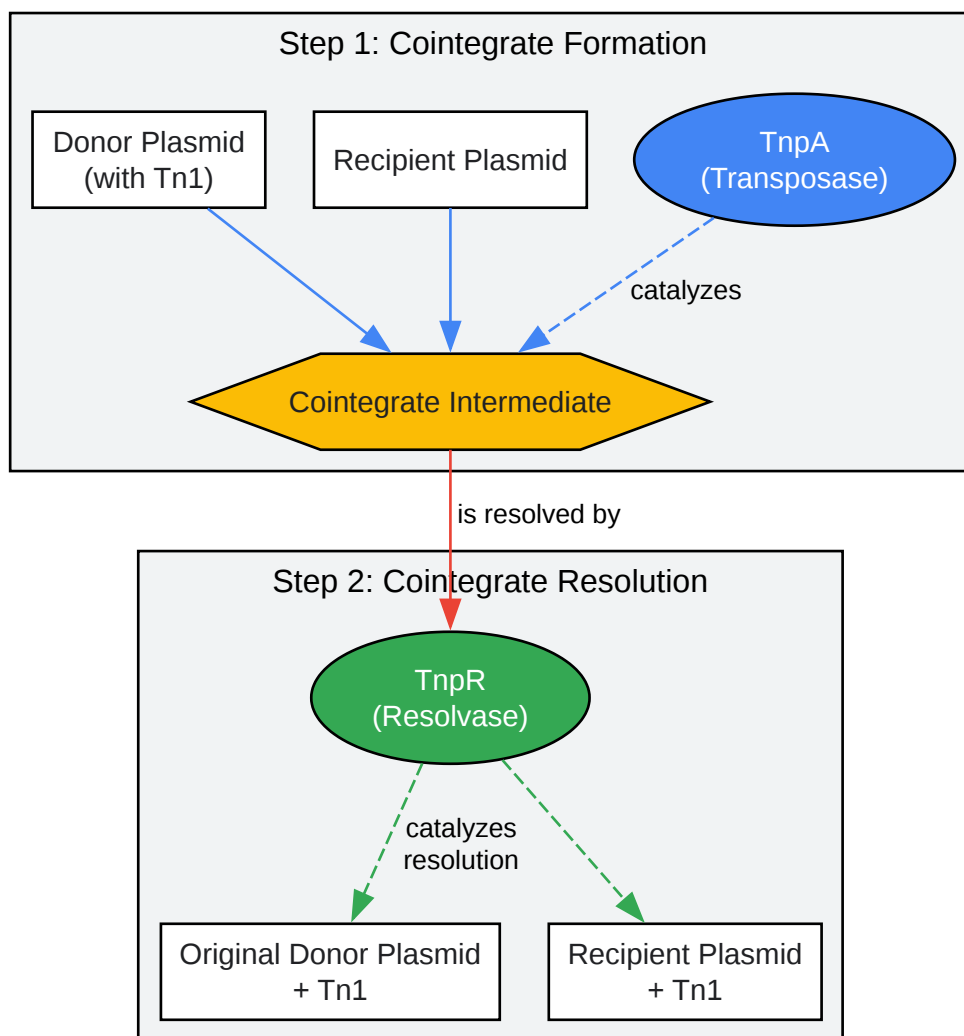 Step 1: Cointegrate Formation
Donor Plasmid
(with Tn1)
Recipient Plasmid
TnpA
(Transposase)
catalyzes
Cointegrate Intermediate
is resolved by
Step 2: Cointegrate Resolution
TnpR
(Resolvase)
catalyzes
resolution
Original Donor Plasmid
+ Tn1
Recipient Plasmid
+ Tn1